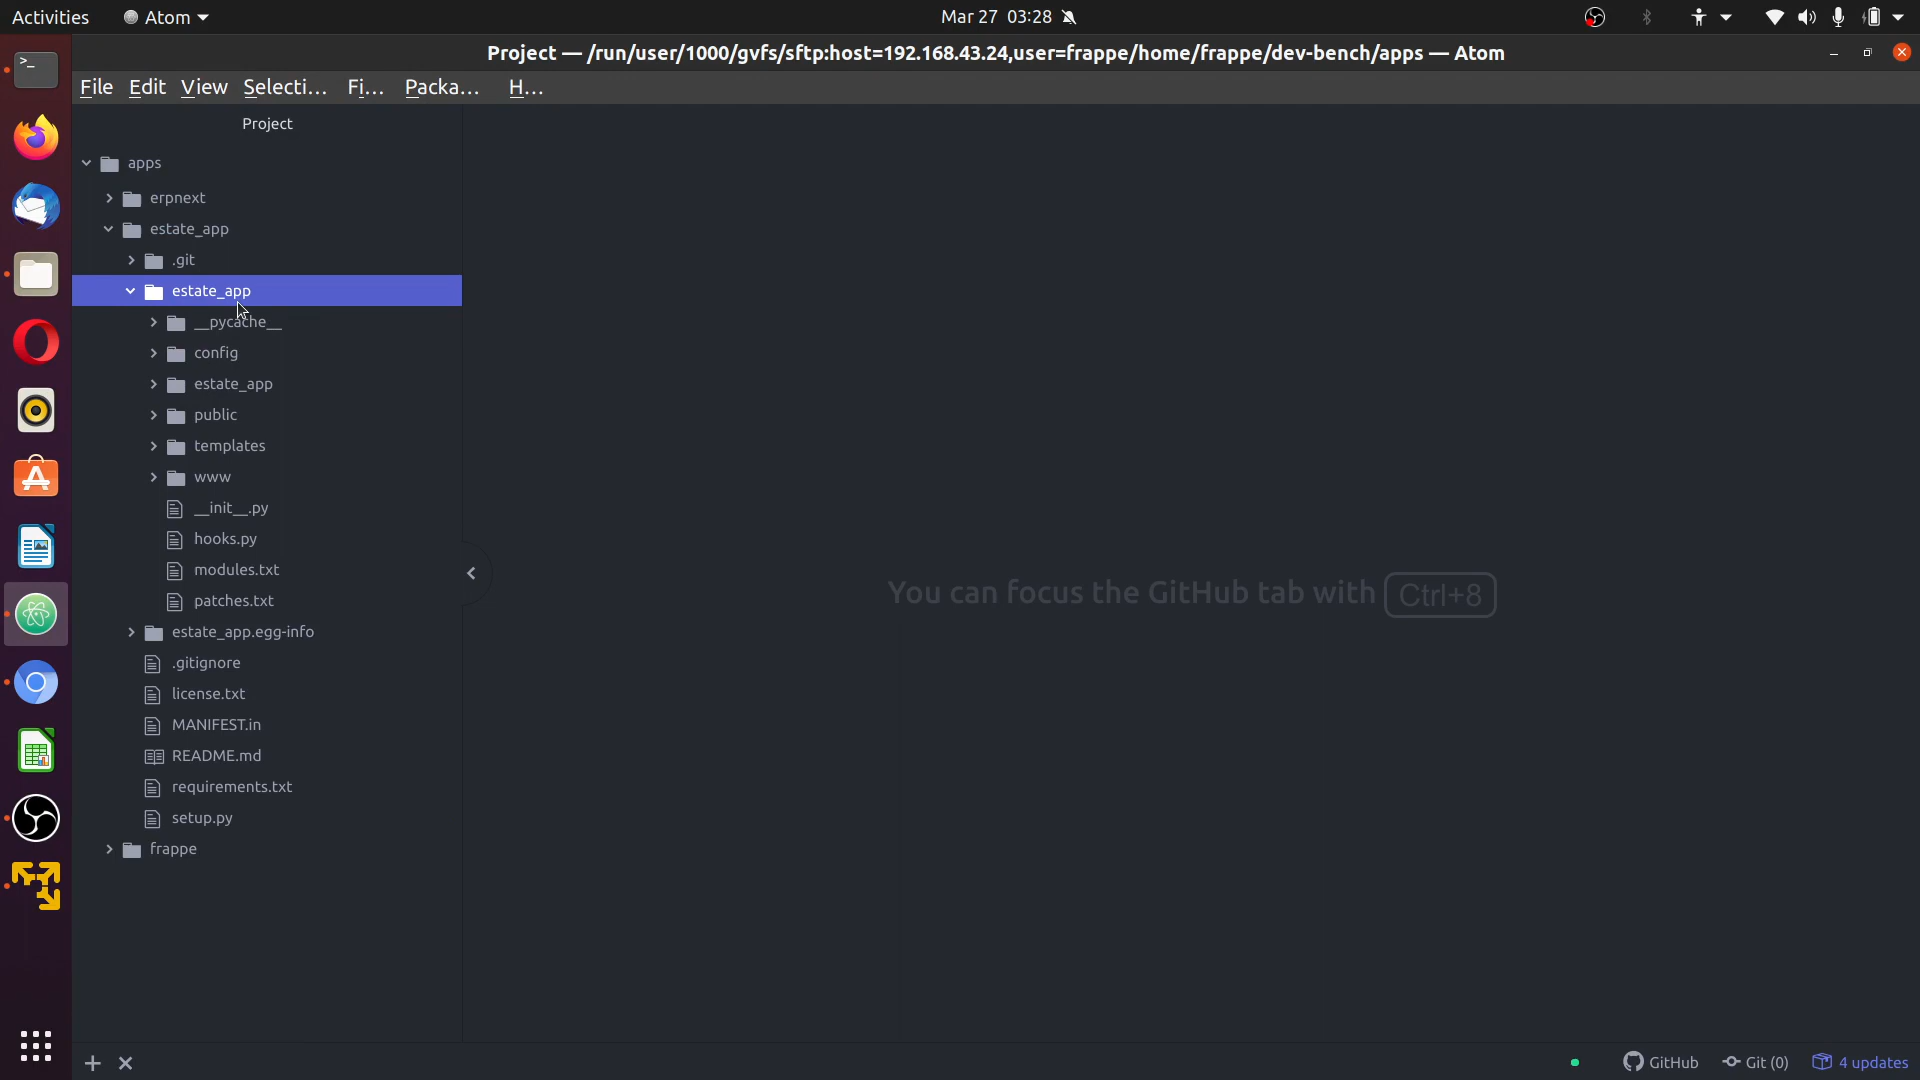 Activities
Atom
Mar 27 03:28
Project — /run/user/1000/gvfs/sftp:host=192.168.43.24,user=frappe/home/frappe/dev-bench/apps — Atom
File Edit View Selecti... Fi... Packa... H...
Project
apps
erpnext
estate_app
.git
estate_app
__pycache__
config
estate_app
public
templates
www
__init__.py
hooks.py
modules.txt
patches.txt
estate_app.egg-info
.gitignore
license.txt
MANIFEST.in
README.md
requirements.txt
setup.py
frappe
You can focus the GitHub tab with Ctrl+8
GitHub
Git (0)
4 updates